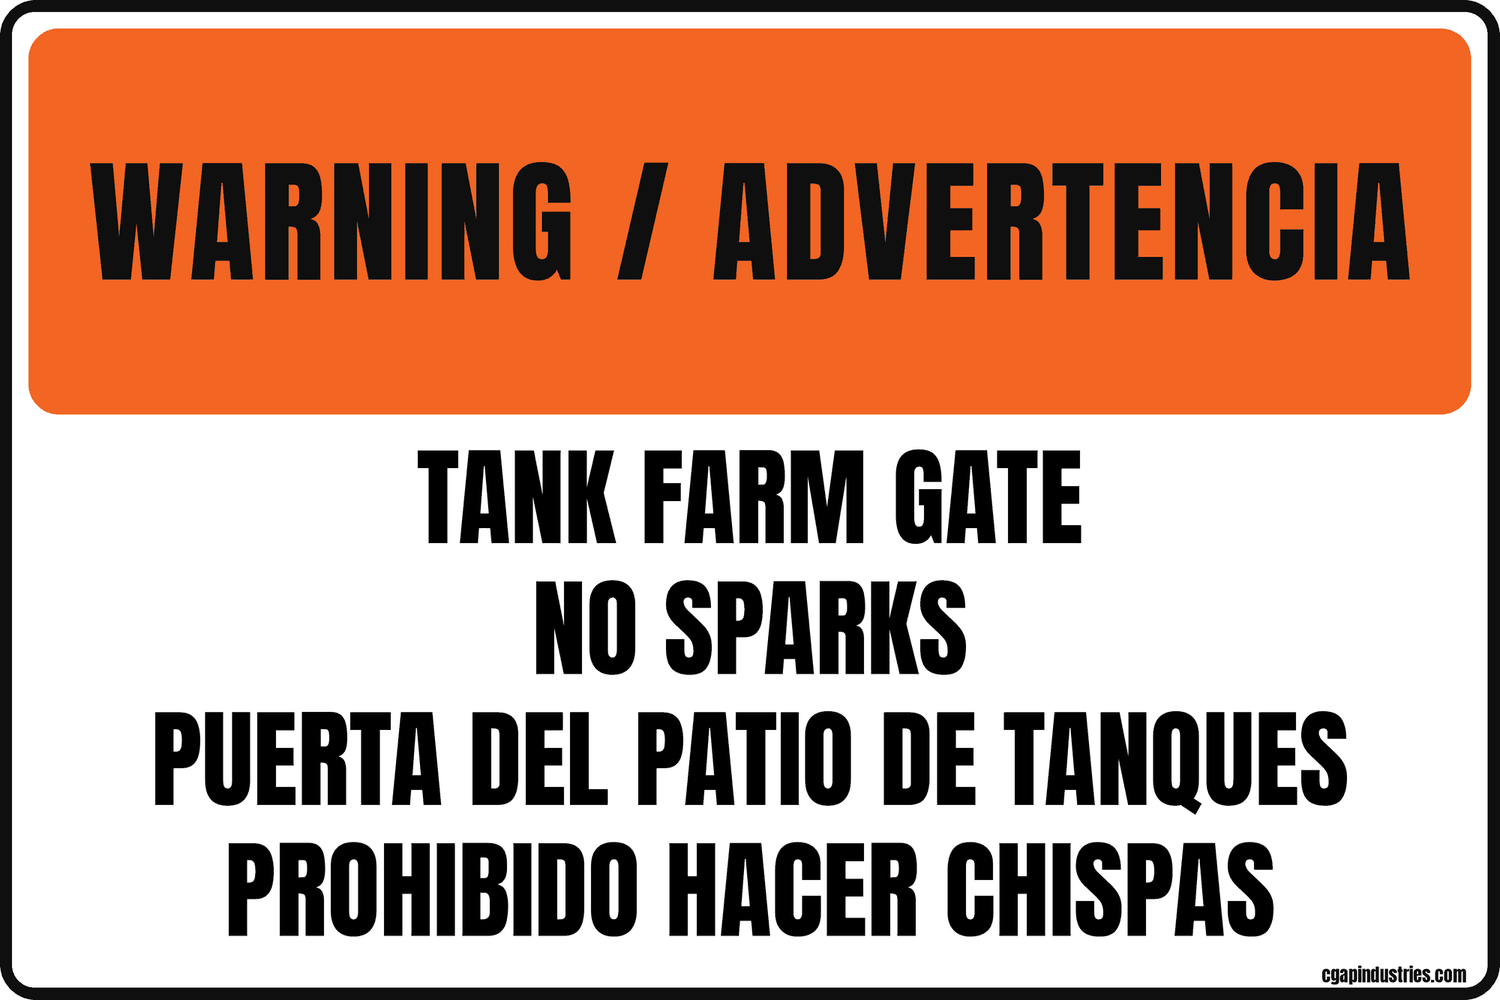 WARNING / ADVERTENCIA
TANK FARM GATE
NO SPARKS
PUERTA DEL PATIO DE TANQUES
PROHIBIDO HACER CHISPAS
cgapindustries.com